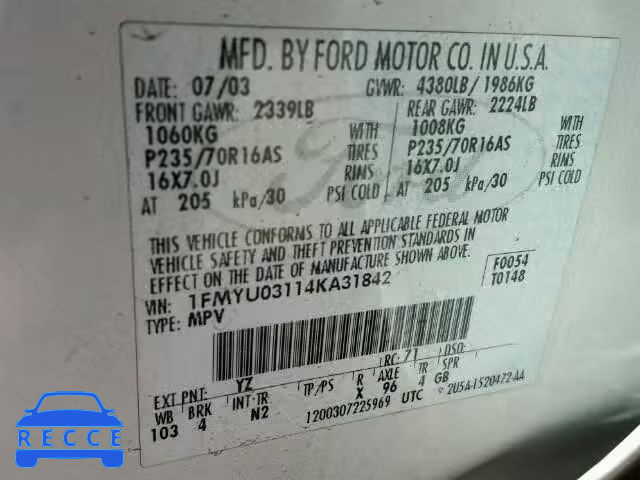 MFD. BY FORD MOTOR CO. IN U.S.A.
DATE: 07/03 GVWR: 4380LB/ 1986KG
FRONT GAWR: 2339LB REAR GAWR: 2224LB
1060KG WITH 1008KG WITH
P235/70R16AS TIRES P235/70R16AS TIRES
16X7.0J RIMS 16X7.0J RIMS
AT 205 kPa/30 PSI COLD AT 205 kPa/30 PSI COLD
THIS VEHICLE CONFORMS TO ALL APPLICABLE FEDERAL MOTOR
VEHICLE SAFETY AND THEFT PREVENTION STANDARDS IN
EFFECT ON THE DATE OF MANUFACTURE SHOWN ABOVE.
F0054
VIN: 1FMYU03114KA31842 T0148
TYPE: MPV
RC: 71 DSO:
EXT PNT: YZ
WB BRK INT TR TP/PS R AXLE TR
103 4 N2 X 96 4 GB
1200307225969 UTC 2U5A-1520472-AA
Ford